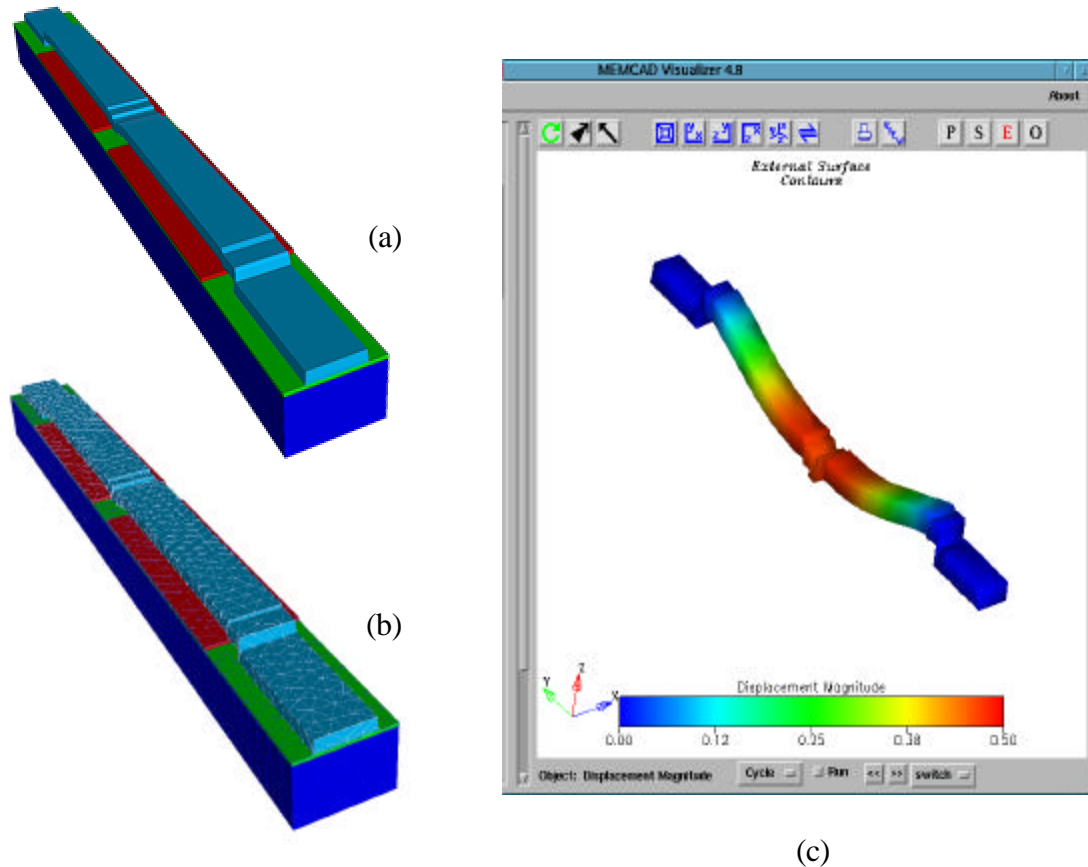 MEMCAD Visualizer 4.8
About
P S E O
External Surface
Contours
(a)
(b)
Z
Y
X
Displacement Magnitude
0.00 0.12 0.25 0.38 0.50
Object: Displacement Magnitude Cycle Run << >> switch
(c)